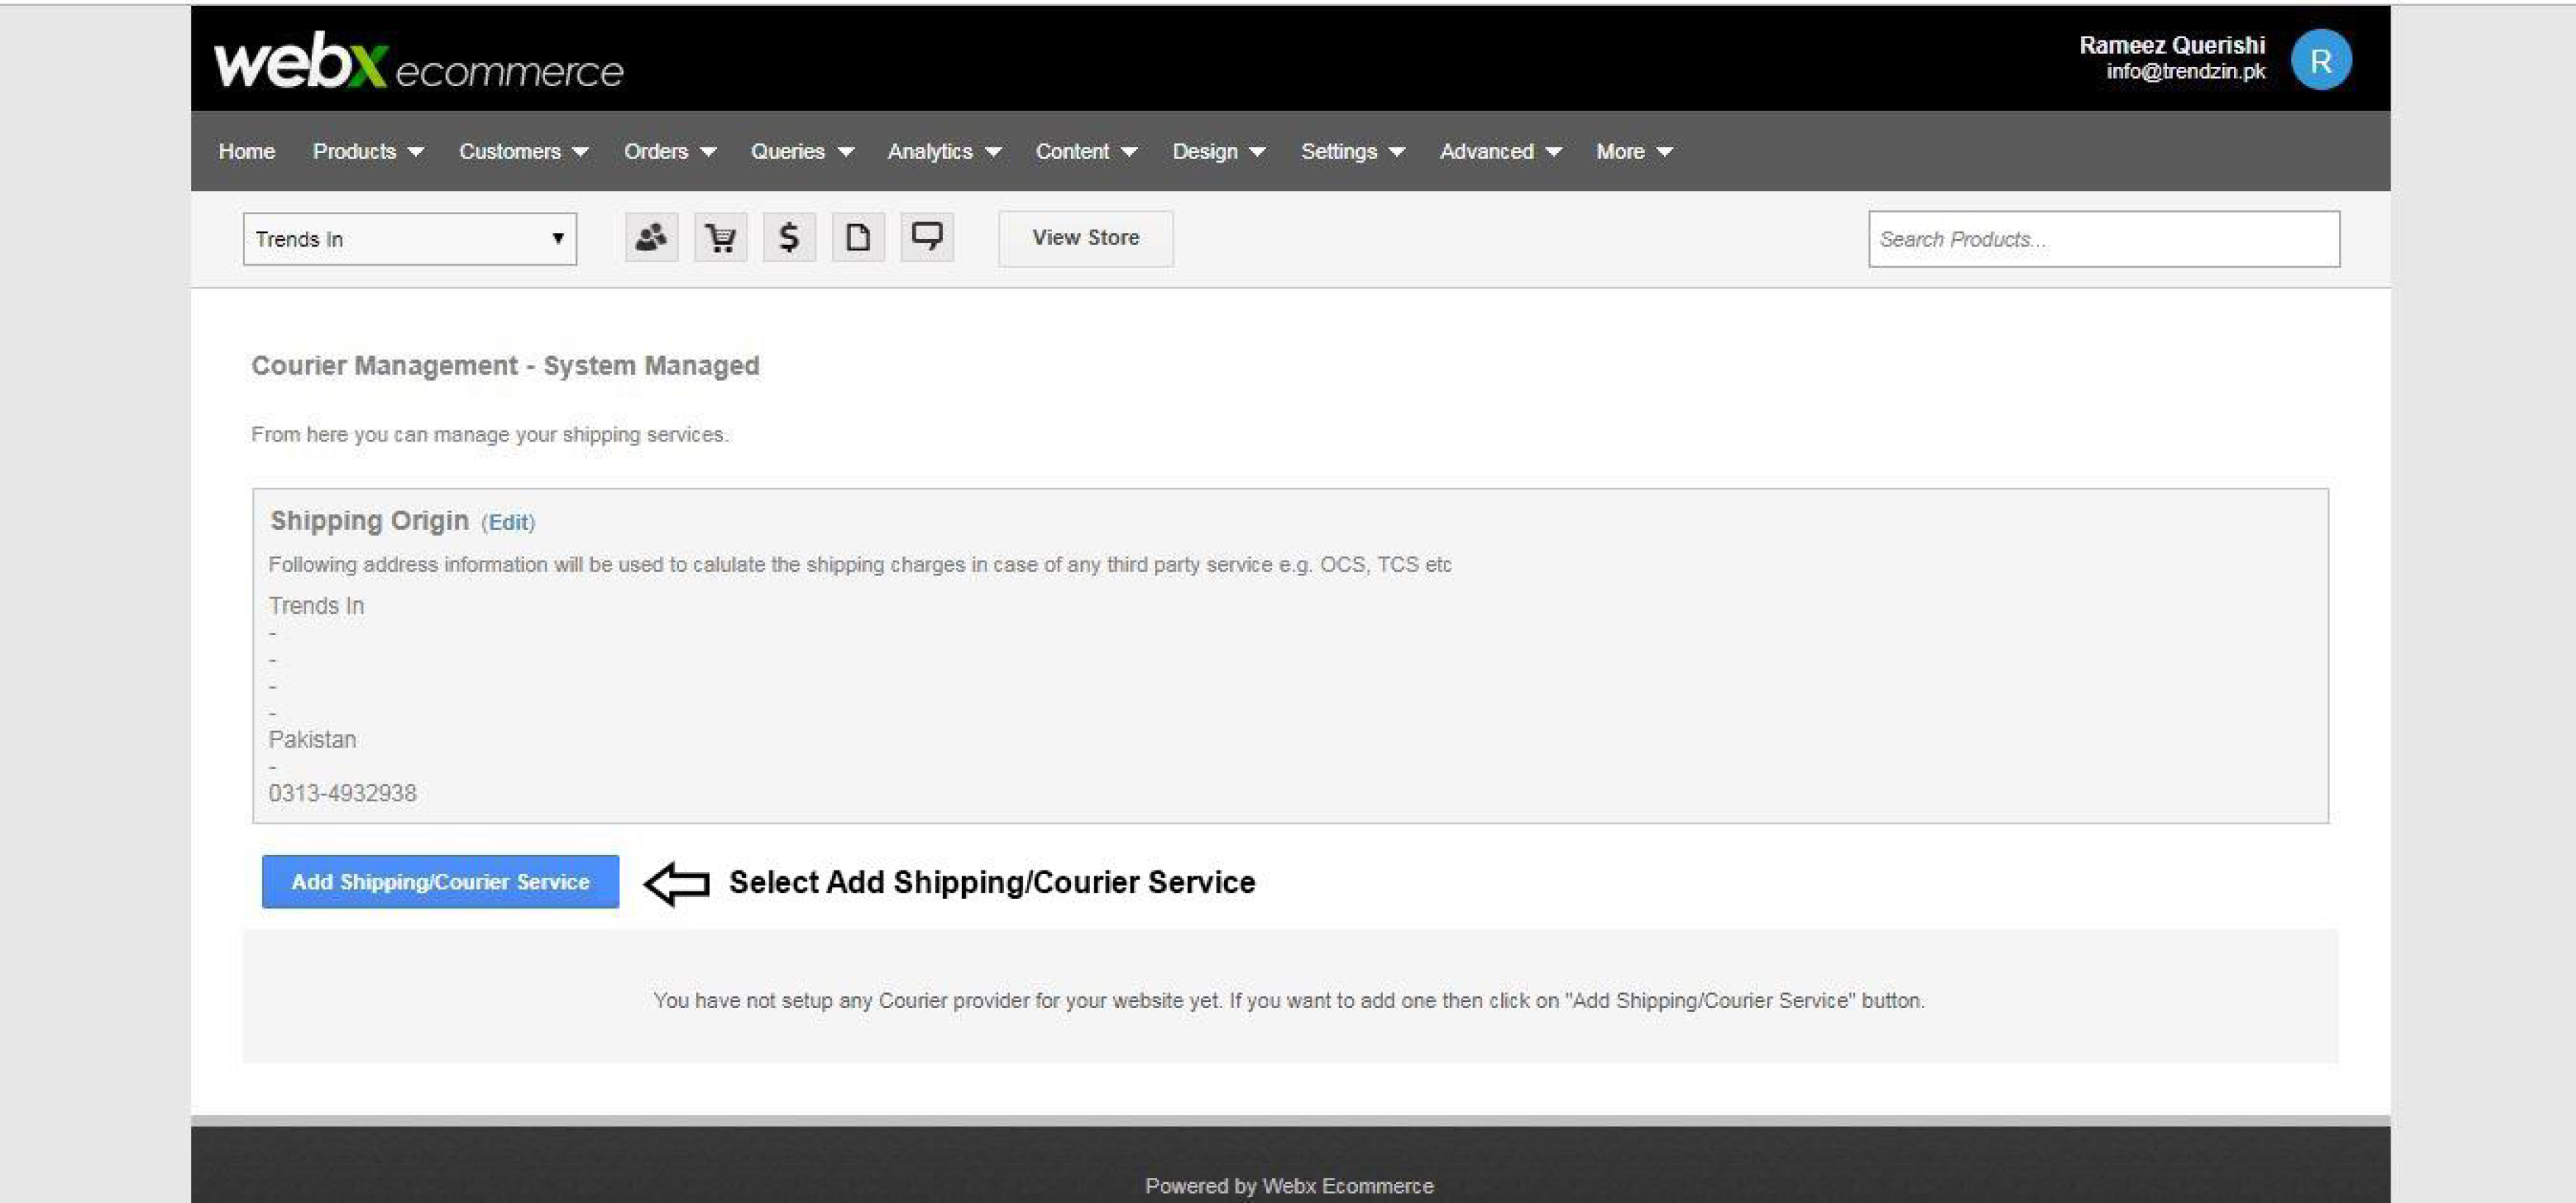 webx ecommerce
Rameez Querishi
info@trendzin.pk
R
Home Products Customers Orders Queries Analytics Content Design Settings Advanced More
Trends In
$
View Store
Search Products...
Courier Management - System Managed
From here you can manage your shipping services.
Shipping Origin (Edit)
Following address information will be used to calulate the shipping charges in case of any third party service e.g. OCS, TCS etc
Trends In
-
-
-
-
Pakistan
-
0313-4932938
Add Shipping/Courier Service
Select Add Shipping/Courier Service
You have not setup any Courier provider for your website yet. If you want to add one then click on "Add Shipping/Courier Service" button.
Powered by Webx Ecommerce